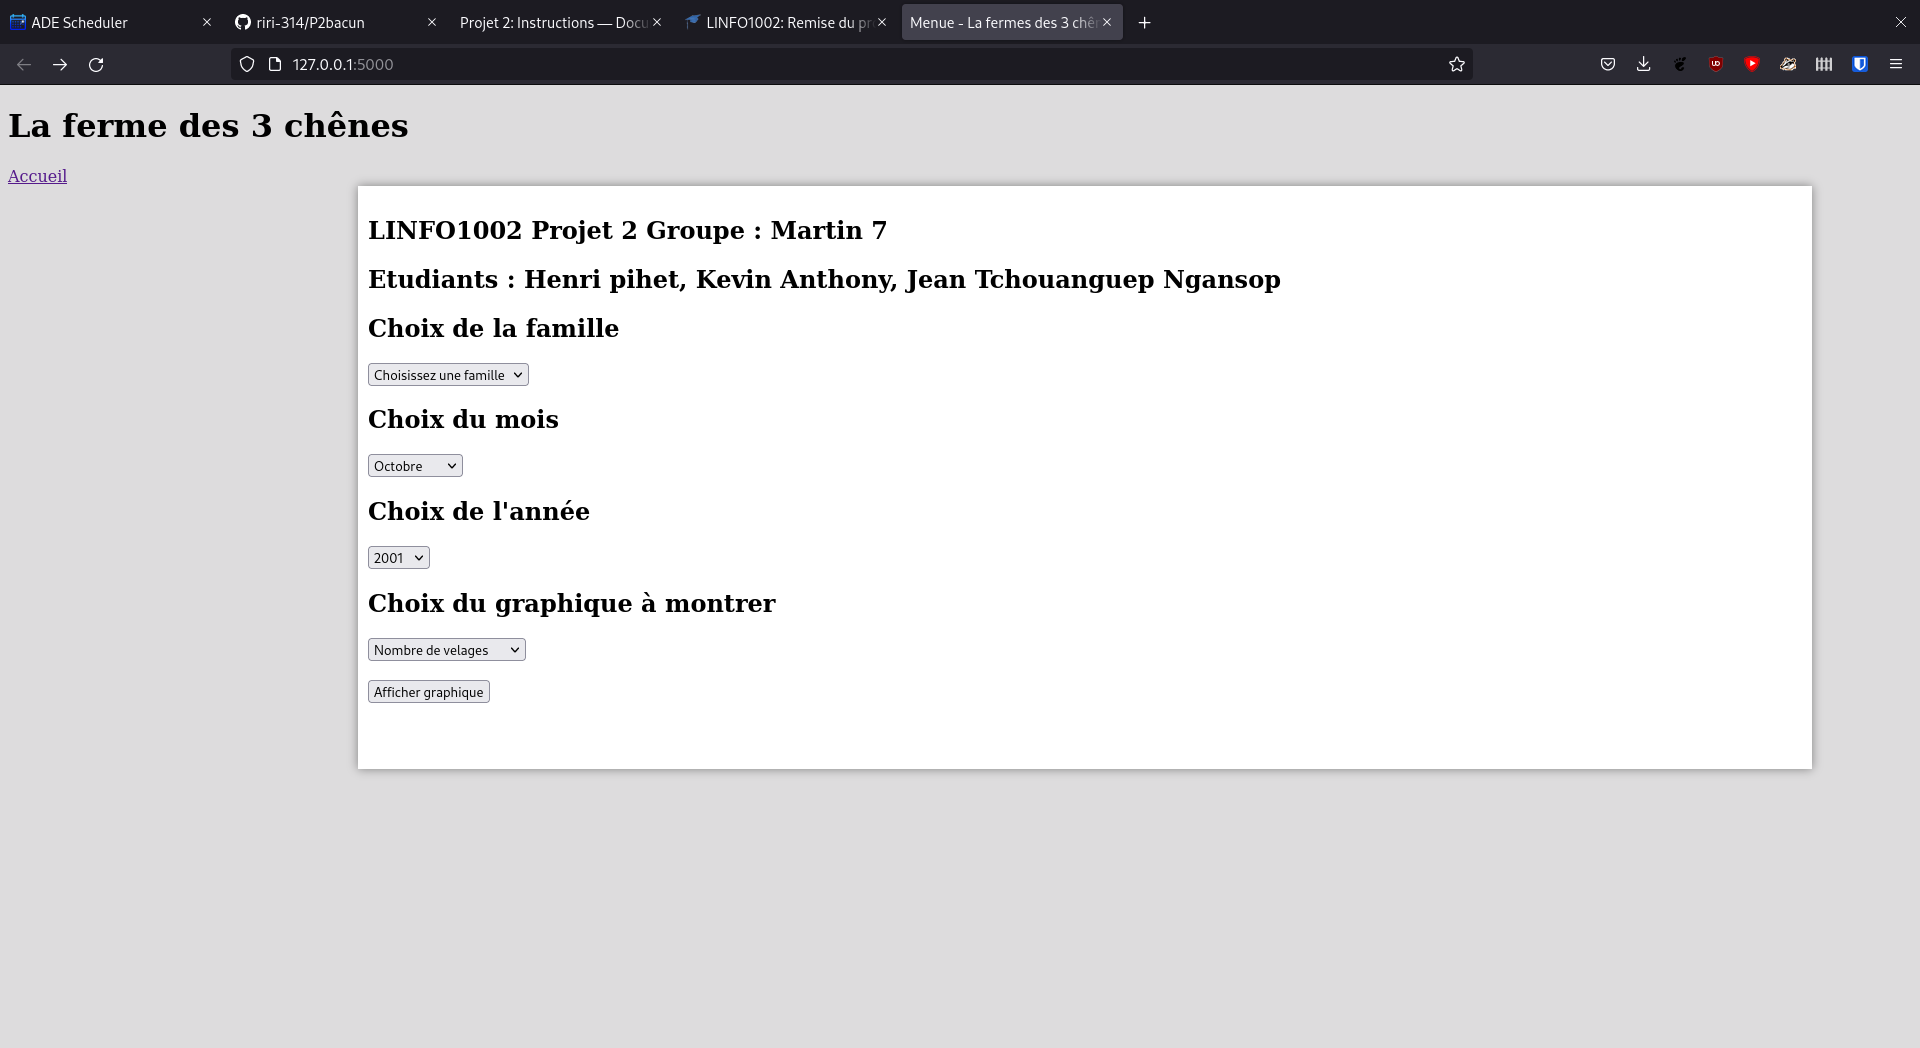 ADE Scheduler
riri-314/P2bacun
Projet 2: Instructions — Docu
LINFO1002: Remise du pr
Menue - La fermes des 3 chên
127.0.0.1:5000
La ferme des 3 chênes
Accueil
LINFO1002 Projet 2 Groupe : Martin 7
Etudiants : Henri pihet, Kevin Anthony, Jean Tchouanguep Ngansop
Choix de la famille
Choisissez une famille
Choix du mois
Octobre
Choix de l'année
2001
Choix du graphique à montrer
Nombre de velages
Afficher graphique